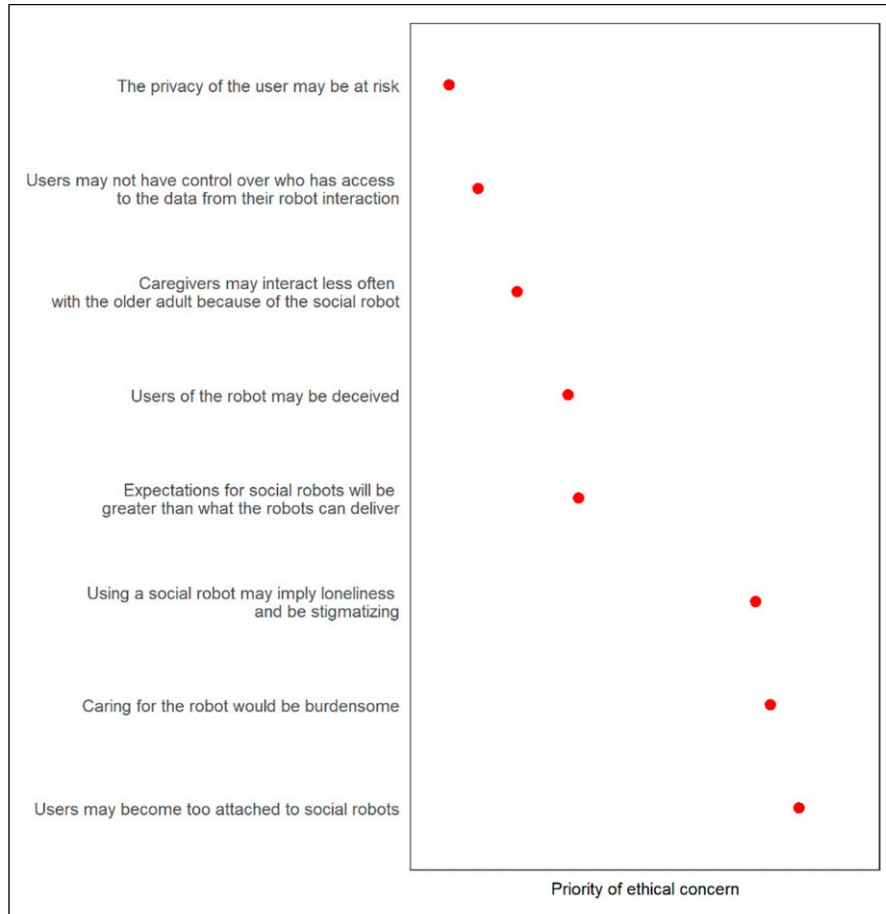 The privacy of the user may be at risk
Users may not have control over who has access
to the data from their robot interaction
Caregivers may interact less often
with the older adult because of the social robot
Users of the robot may be deceived
Expectations for social robots will be
greater than what the robots can deliver
Using a social robot may imply loneliness
and be stigmatizing
Caring for the robot would be burdensome
Users may become too attached to social robots
Priority of ethical concern